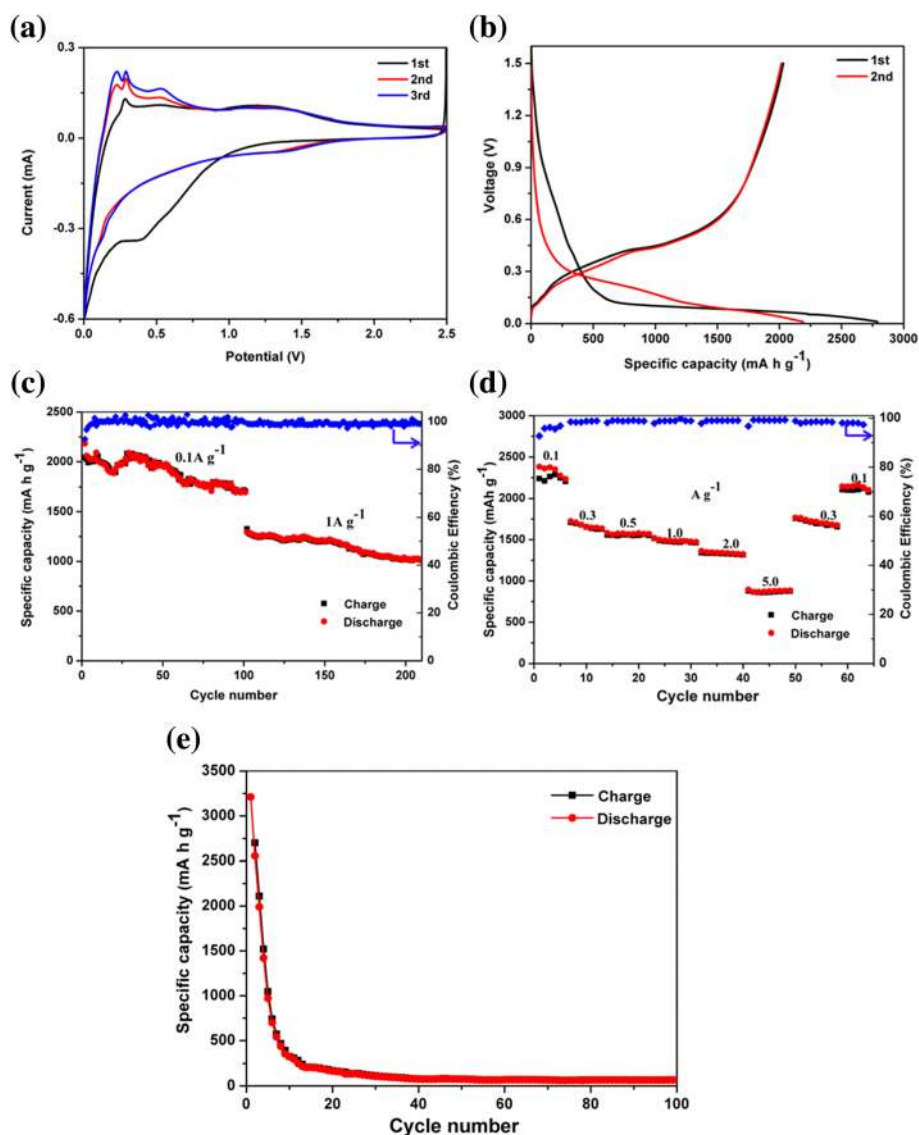 (a)
0.3
0.0
-0.3
-0.6
Current (mA)
1st
2nd
3rd
0.0 0.5 1.0 1.5 2.0 2.5
Potential (V)
(b)
1.5
1.2
0.9
0.6
0.3
0.0
Voltage (V)
1st
2nd
0 500 1000 1500 2000 2500 3000
Specific capacity (mA h g-1)
(c)
2500
2000
1500
1000
500
0
Specific capacity (mA h g-1)
0.1A g-1
1A g-1
Charge
Discharge
100
80
60
40
20
0
Coulombic Effiency (%)
0 50 100 150 200
Cycle number
(d)
3000
2500
2000
1500
1000
500
0
Specific capacity (mAh g-1)
0.1
0.3
0.5
1.0
2.0
5.0
0.3
0.1
A g-1
Charge
Discharge
100
80
60
40
20
0
Coulombic Efficiency (%)
0 10 20 30 40 50 60
Cycle number
(e)
3500
3000
2500
2000
1500
1000
500
0
Specific capacity (mA h g-1)
Charge
Discharge
0 20 40 60 80 100
Cycle number